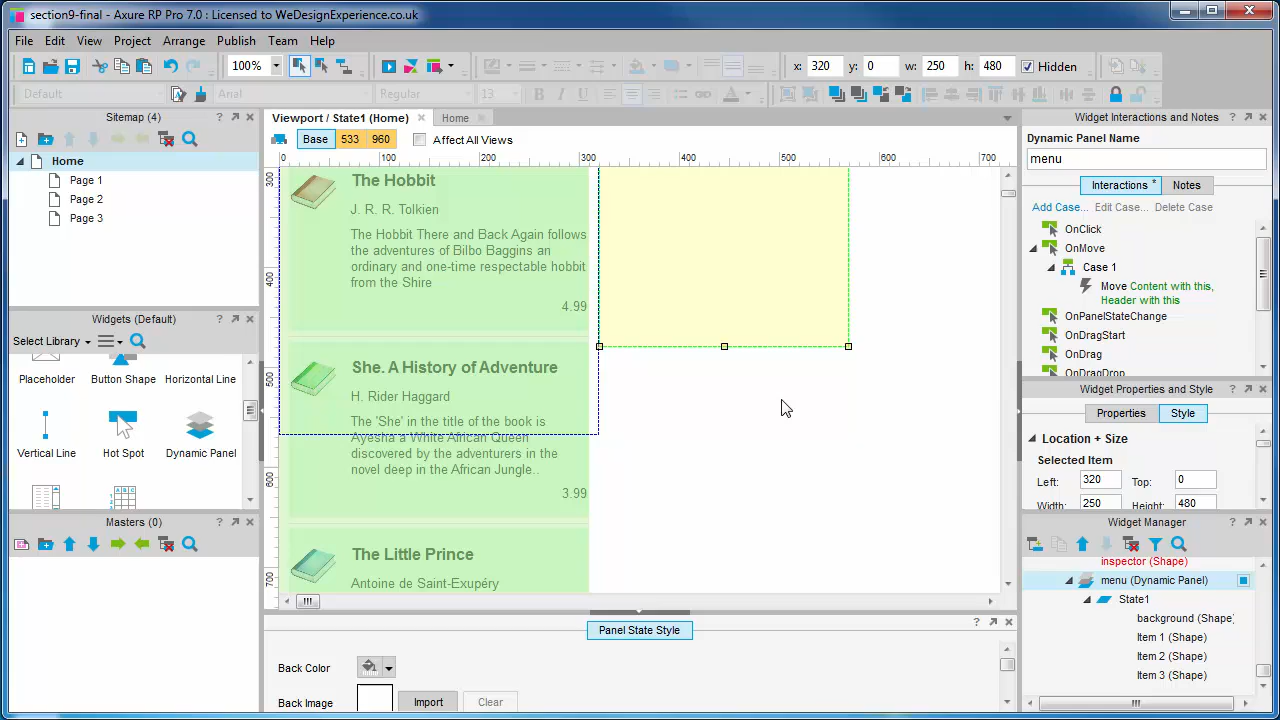 section9-final - Axure RP Pro 7.0 : Licensed to WeDesignExperience.co.uk
File Edit View Project Arrange Publish Team Help
100% x: 320 y: 0 w: 250 h: 480 Hidden
Default Arial Regular 13 B I U A
Sitemap (4)
Home
Page 1
Page 2
Page 3
Widgets (Default)
Select Library
Placeholder Button Shape Horizontal Line
Vertical Line Hot Spot Dynamic Panel
Masters (0)
Viewport / State1 (Home) Home
Base 533 960 Affect All Views
0 100 200 300 400 500 600 700
300
400
500
600
700
The Hobbit
J. R. R. Tolkien
The Hobbit There and Back Again follows
the adventures of Bilbo Baggins an
ordinary and one-time respectable hobbit
from the Shire
4.99
She. A History of Adventure
H. Rider Haggard
The 'She' in the title of the book is
Ayesha a White African Queen
discovered by the adventurers in the
novel deep in the African Jungle..
3.99
The Little Prince
Antoine de Saint-Exupéry
Panel State Style
Back Color
Back Image Import Clear
Widget Interactions and Notes
Dynamic Panel Name
menu
Interactions * Notes
Add Case... Edit Case... Delete Case
OnClick
OnMove
Case 1
Move Content with this,
Header with this
OnPanelStateChange
OnDragStart
OnDrag
OnDragDrop
Widget Properties and Style
Properties Style
Location + Size
Selected Item
Left: 320 Top: 0
Width: 250 Height: 480
Widget Manager
inspector (Shape)
menu (Dynamic Panel)
State1
background (Shape)
Item 1 (Shape)
Item 2 (Shape)
Item 3 (Shape)